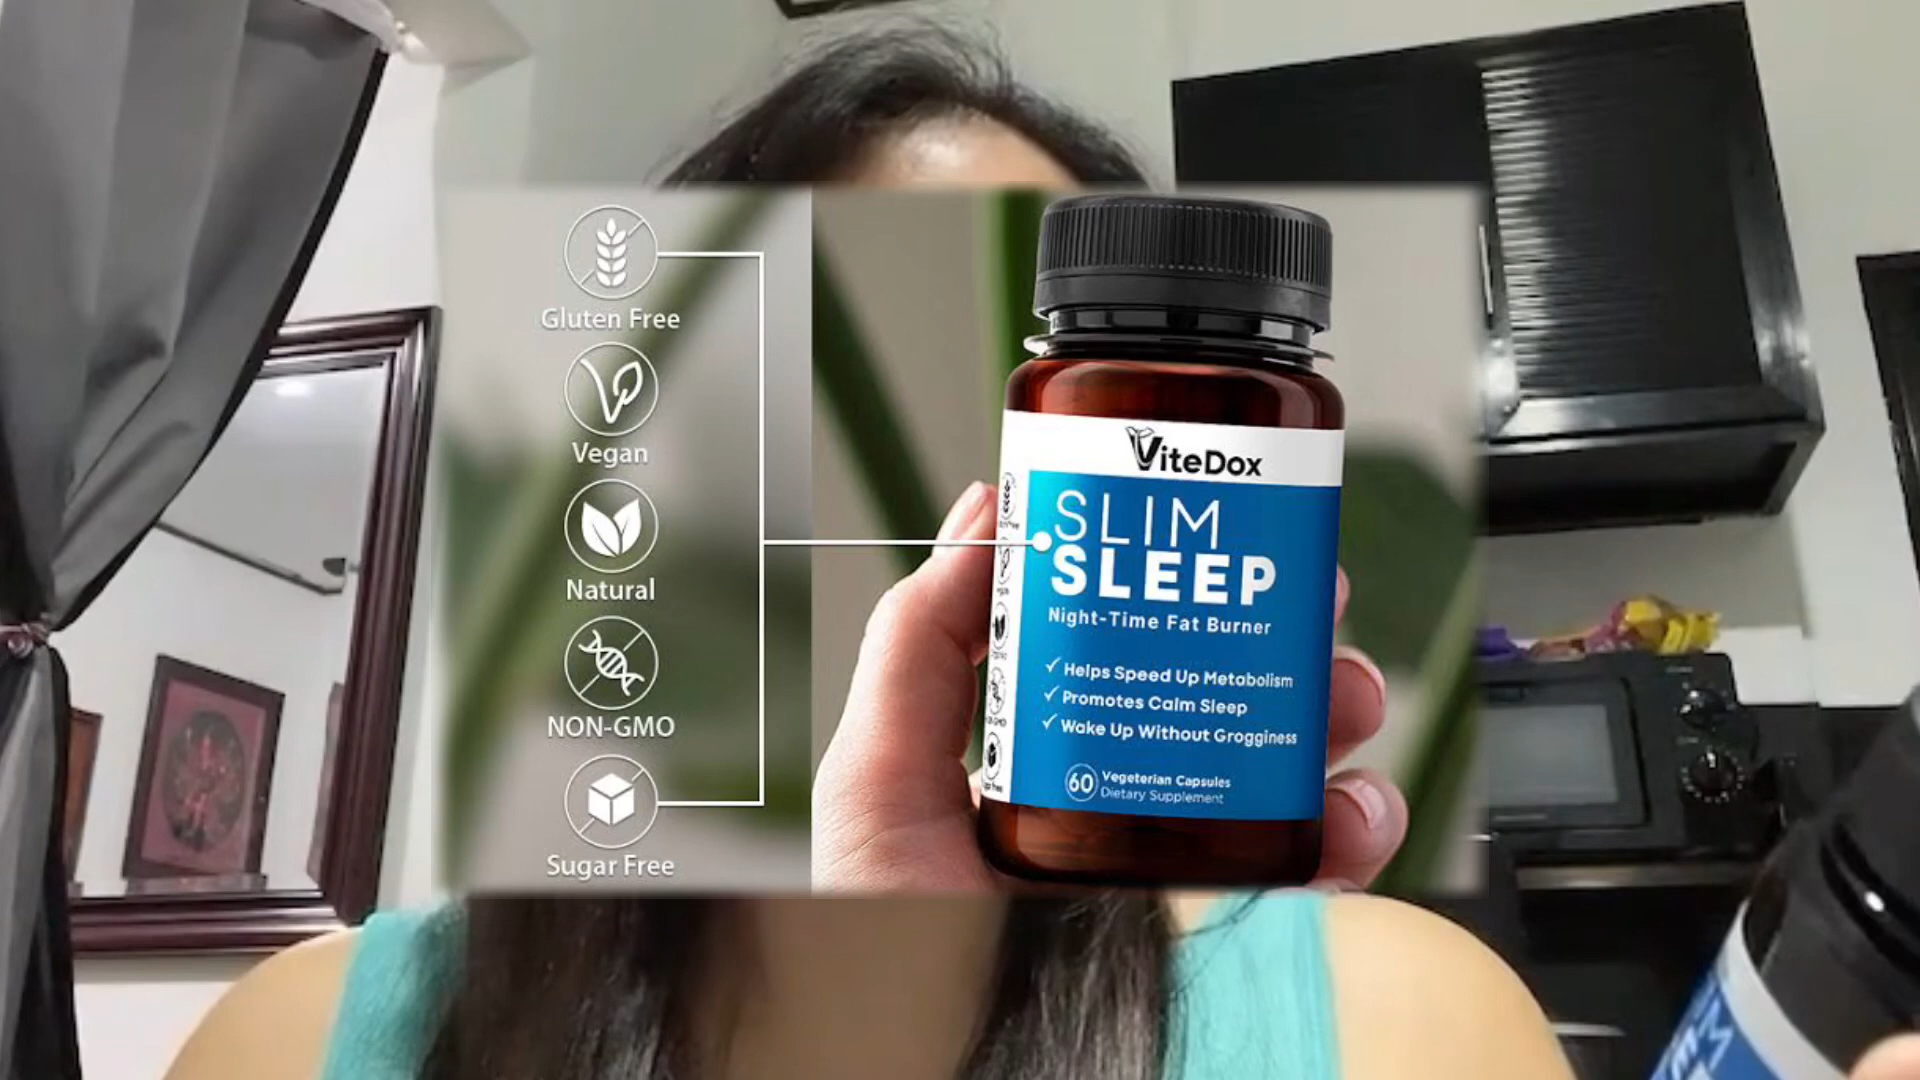 Gluten Free
Vegan
Natural
NON-GMO
Sugar Free
ViteDox
SLIM
SLEEP
Night-Time Fat Burner
✓ Helps Speed Up Metabolism
✓ Promotes Calm Sleep
✓ Wake Up Without Grogginess
60 Vegeterian Capsules
Dietary Supplement